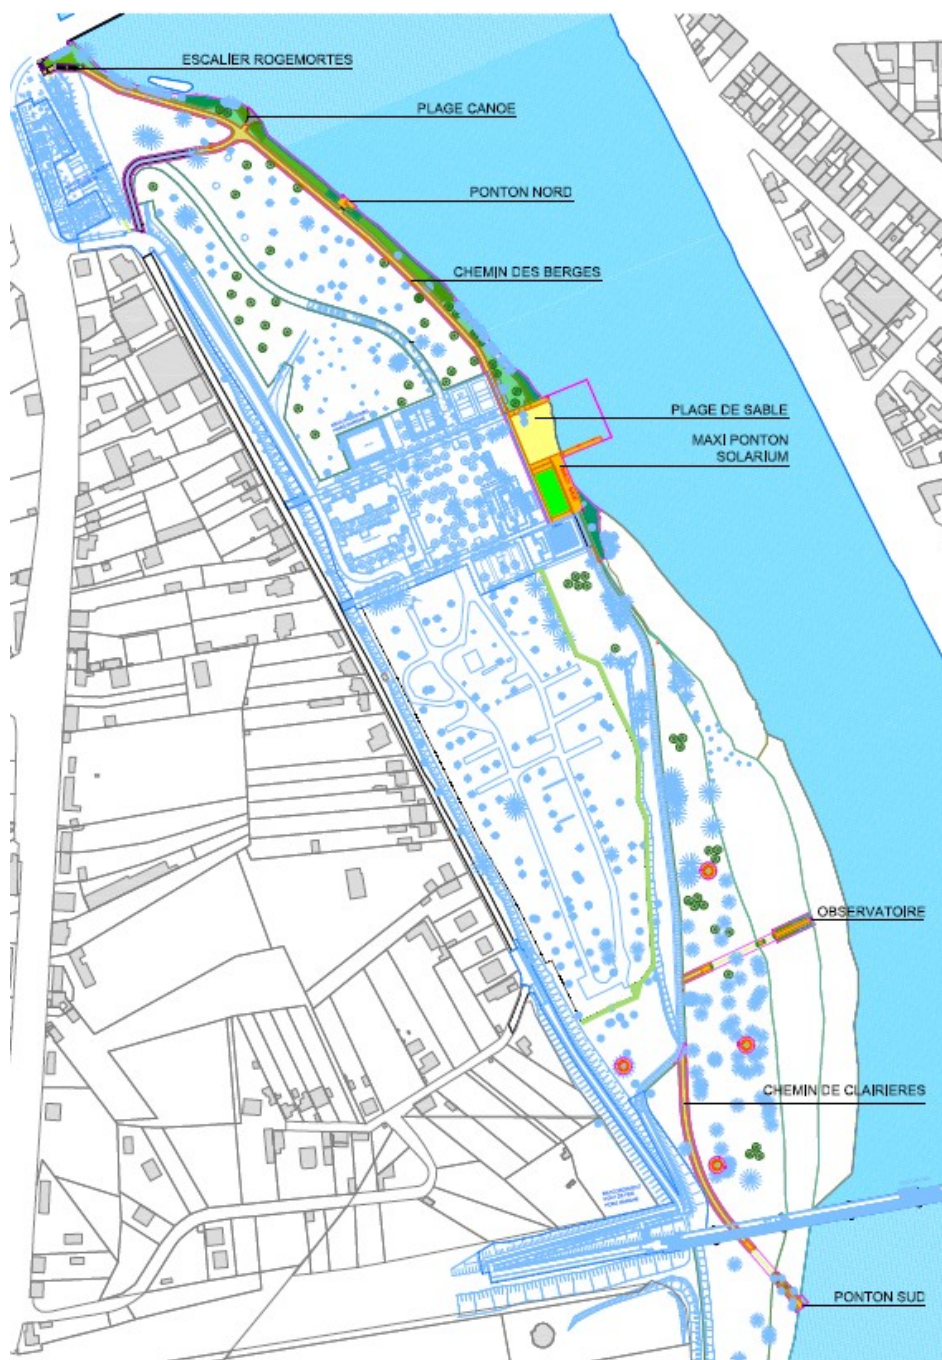 ESCALIER ROGEMORTES
PLAGE CANOE
PONTON NORD
CHEMIN DES BERGES
PLAGE DE SABLE
MAXI PONTON
SOLARIUM
OBSERVATOIRE
CHEMIN DE CLAIRIERES
PONTON SUD